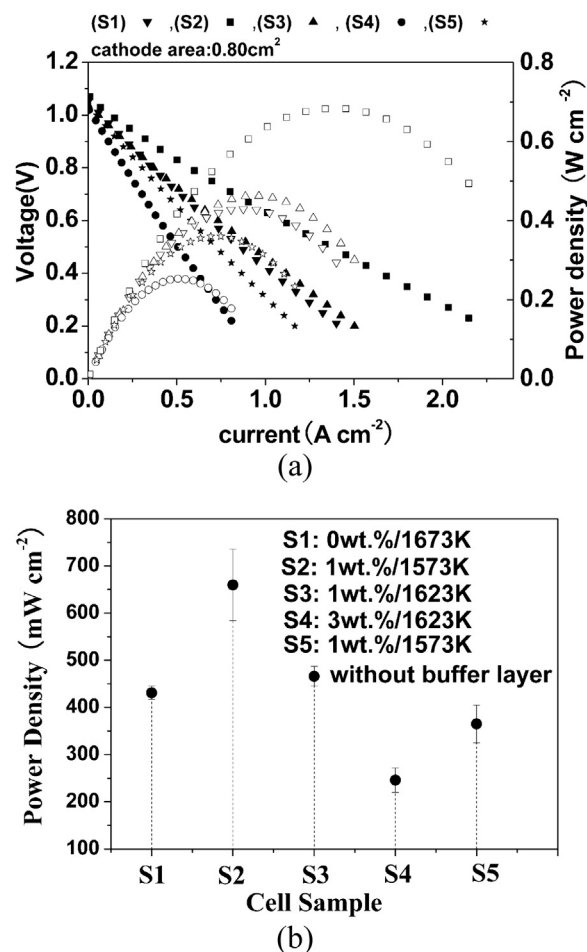 (S1) ▼ ,(S2) ■ ,(S3) ▲ , (S4) ● ,(S5) ★
cathode area:0.80cm²
1.2
1.0
0.8
0.6
0.4
0.2
0.0
Voltage(V)
0.8
0.6
0.4
0.2
0.0
Power density (W cm⁻²)
0.0 0.5 1.0 1.5 2.0
current(A cm⁻²)
(a)
800
700
600
500
400
300
200
100
Power Density (mW cm⁻²)
S1: 0wt.%/1673K
S2: 1wt.%/1573K
S3: 1wt.%/1623K
S4: 3wt.%/1623K
S5: 1wt.%/1573K
without buffer layer
S1 S2 S3 S4 S5
Cell Sample
(b)